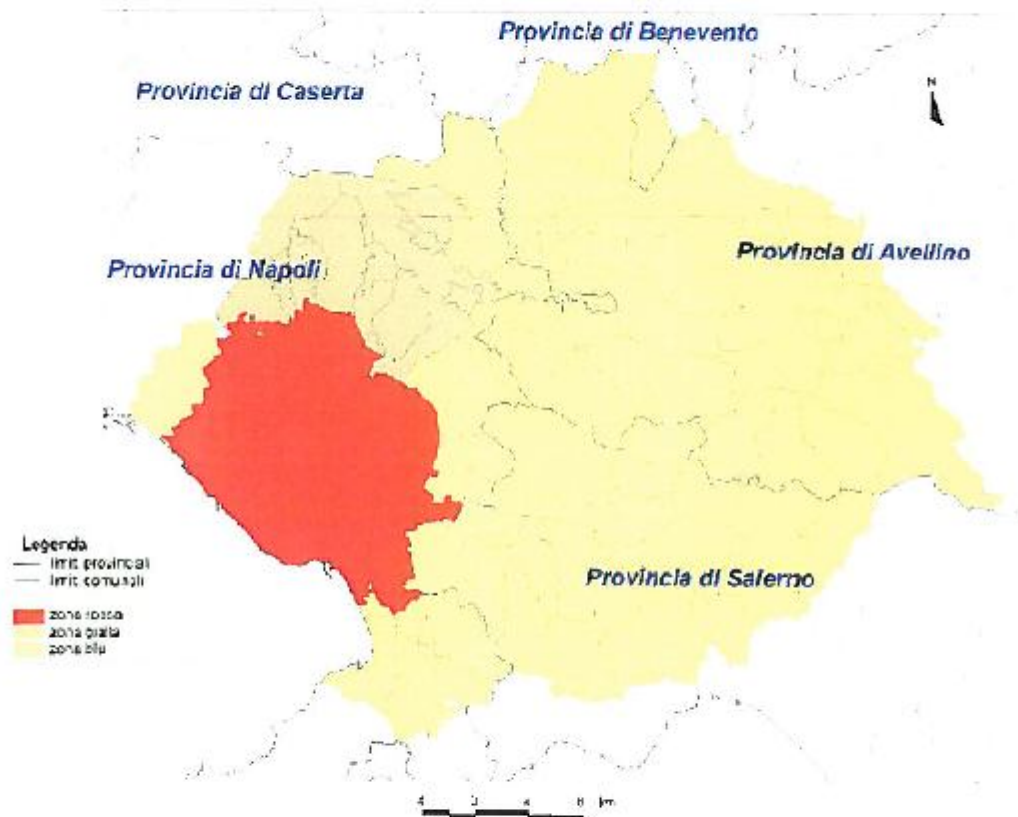 Provincia di Benevento
Provincia di Caserta
N
Provincia di Avellino
Provincia di Napoli
Provincia di Salerno
Legenda
limiti provinciali
limiti comunali
zona rossa
zona gialla
zona blu
km